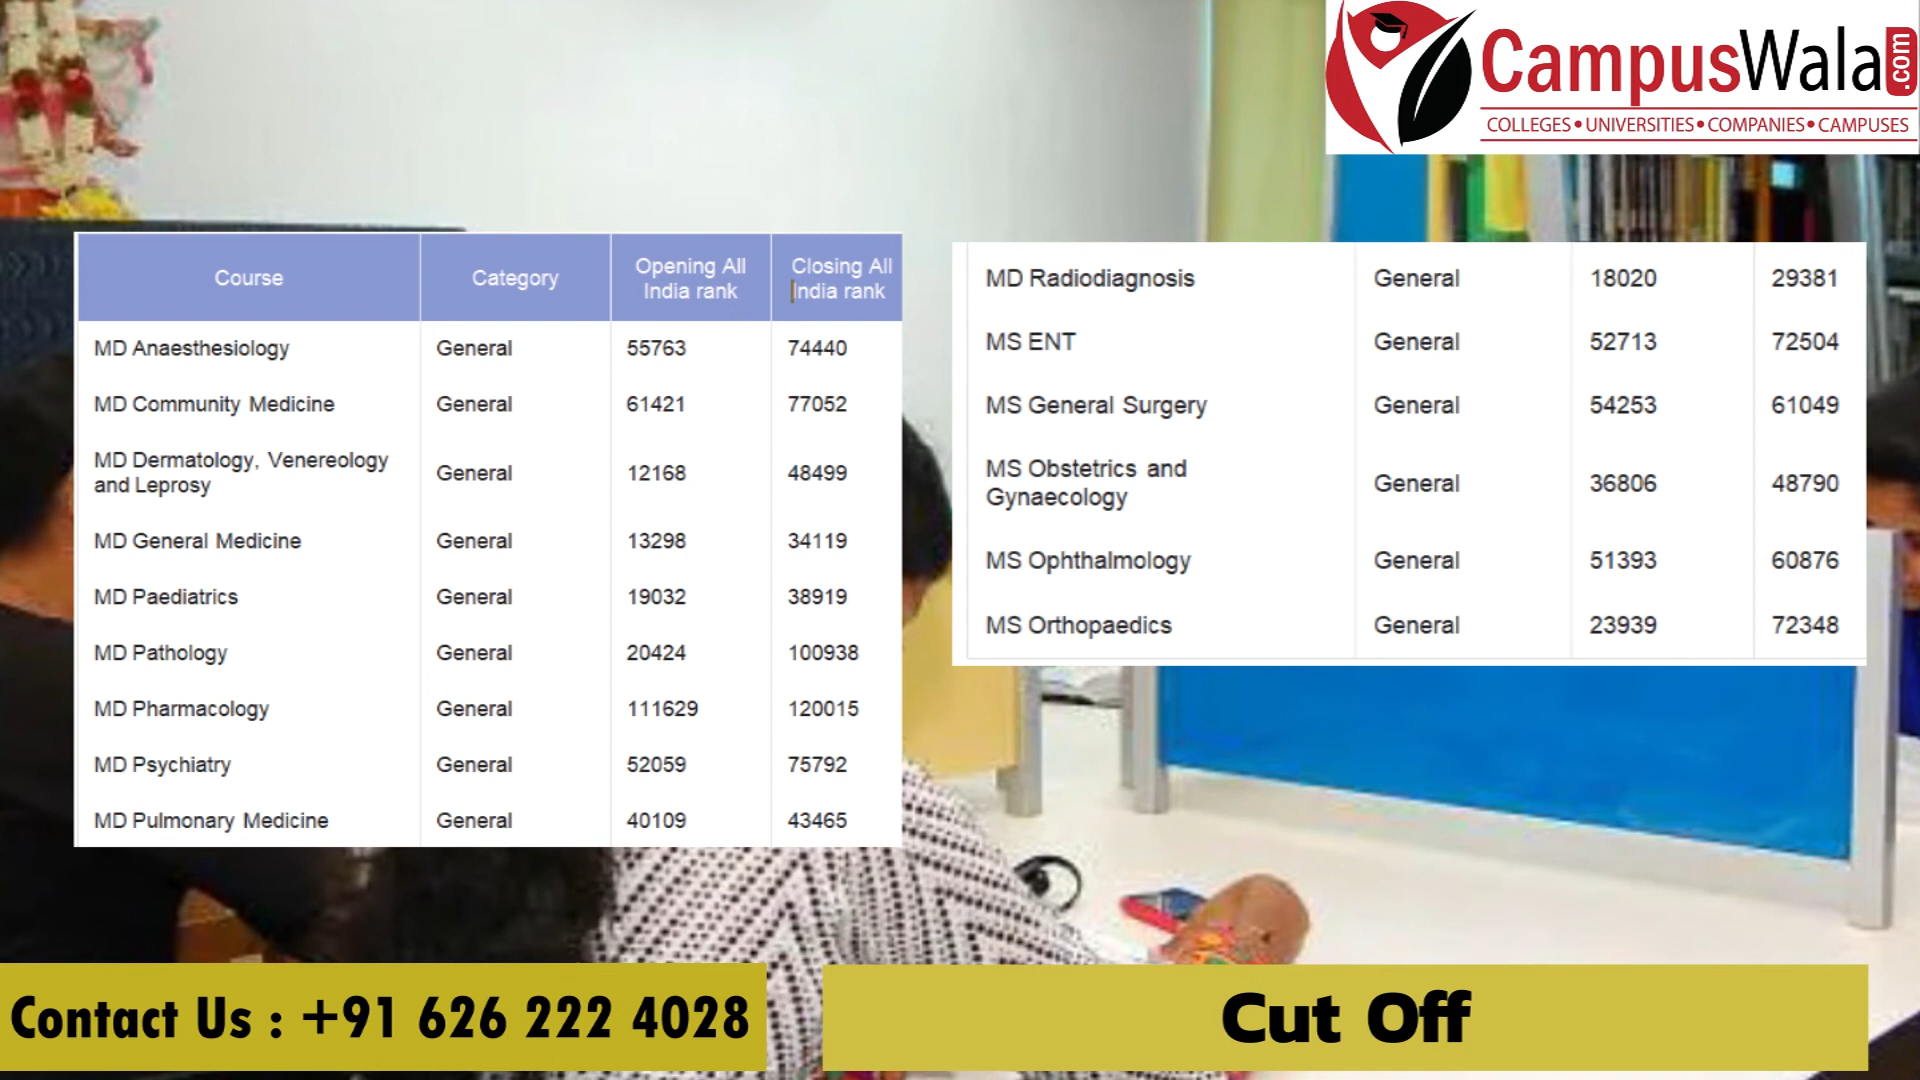 CampusWala.com
COLLEGES•UNIVERSITIES•COMPANIES•CAMPUSES
Course Category Opening All India rank Closing All India rank
MD Anaesthesiology General 55763 74440
MD Community Medicine General 61421 77052
MD Dermatology, Venereology and Leprosy General 12168 48499
MD General Medicine General 13298 34119
MD Paediatrics General 19032 38919
MD Pathology General 20424 100938
MD Pharmacology General 111629 120015
MD Psychiatry General 52059 75792
MD Pulmonary Medicine General 40109 43465
MD Radiodiagnosis General 18020 29381
MS ENT General 52713 72504
MS General Surgery General 54253 61049
MS Obstetrics and Gynaecology General 36806 48790
MS Ophthalmology General 51393 60876
MS Orthopaedics General 23939 72348
Contact Us : +91 626 222 4028
Cut Off